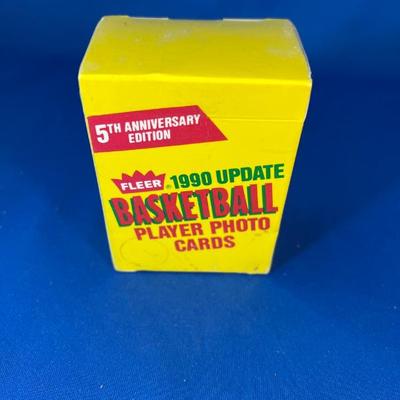 5TH ANNIVERSARY
EDITION
FLEER 1990 UPDATE
BASKETBALL
PLAYER PHOTO
CARDS